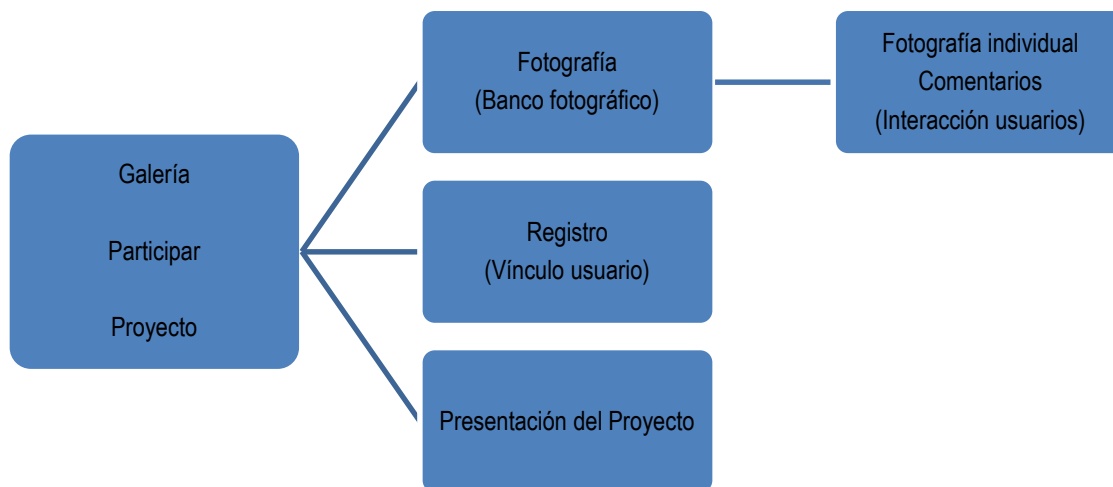 Galería
Participar
Proyecto
Fotografía
(Banco fotográfico)
Fotografía individual
Comentarios
(Interacción usuarios)
Registro
(Vínculo usuario)
Presentación del Proyecto